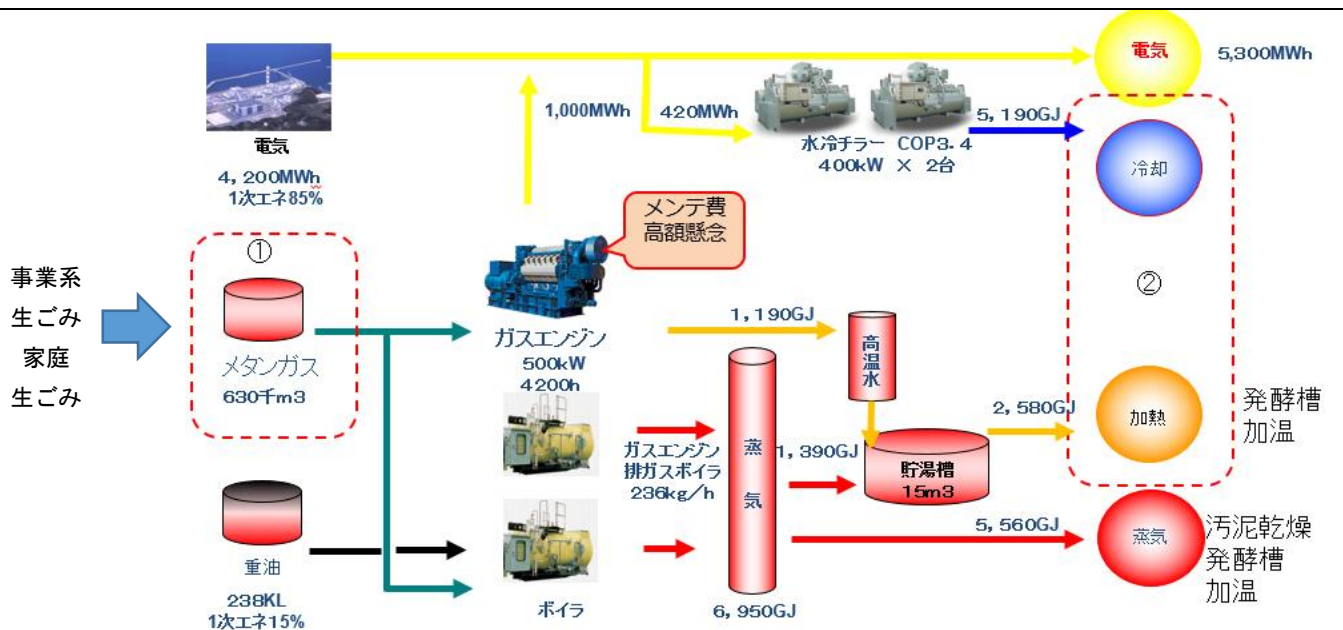 電気
4,200MWh
1次エネ85%
1,000MWh
420MWh
水冷チラー COP3.4
400kW × 2台
5,190GJ
電気
5,300MWh
冷却
②
加熱
発酵槽
加温
蒸気
汚泥乾燥
発酵槽
加温
メンテ費
高額懸念
事業系
生ごみ
家庭
生ごみ
①
メタンガス
630千m3
ガスエンジン
500kW
4200h
1,190GJ
高温水
ガスエンジン
排ガスボイラ
236kg/h
蒸気
1,390GJ
貯湯槽
15m3
2,580GJ
5,560GJ
重油
238KL
1次エネ15%
ボイラ
6,950GJ